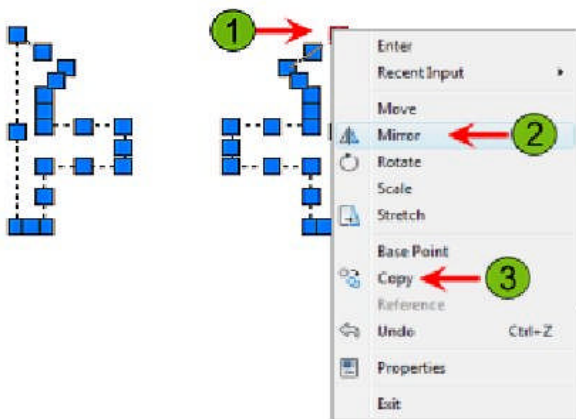 1
Enter
Recent Input
Move
Mirror
2
Rotate
Scale
Stretch
Base Point
Copy
3
Reference
Undo Ctrl+Z
Properties
Exit